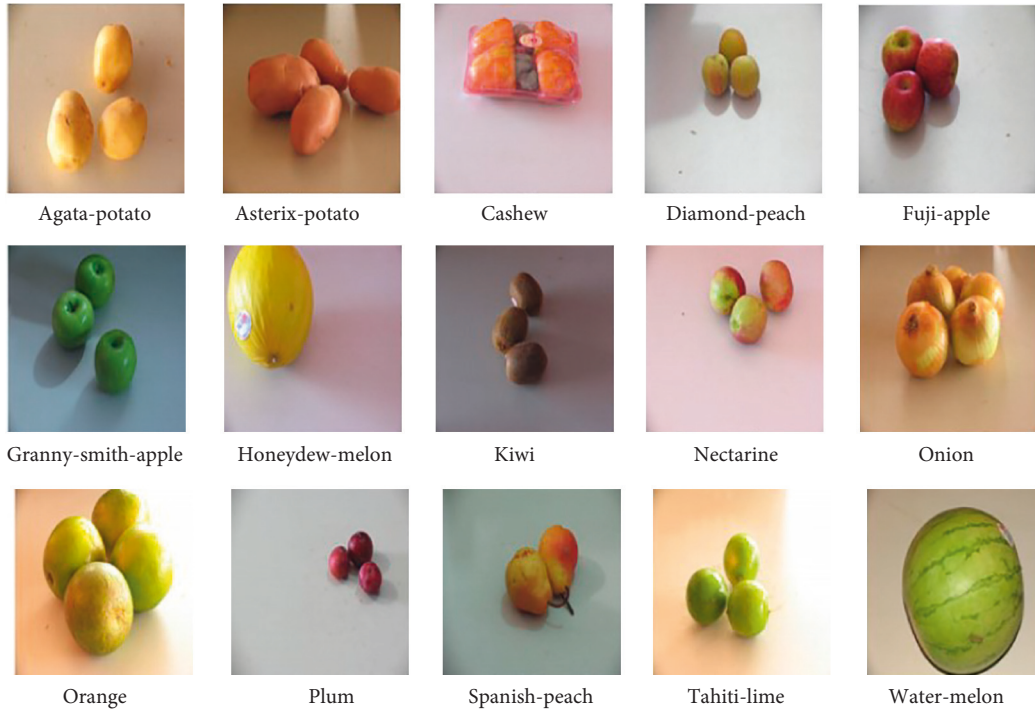 Agata-potato
Asterix-potato
Cashew
Diamond-peach
Fuji-apple
Granny-smith-apple
Honeydew-melon
Kiwi
Nectarine
Onion
Orange
Plum
Spanish-peach
Tahiti-lime
Water-melon